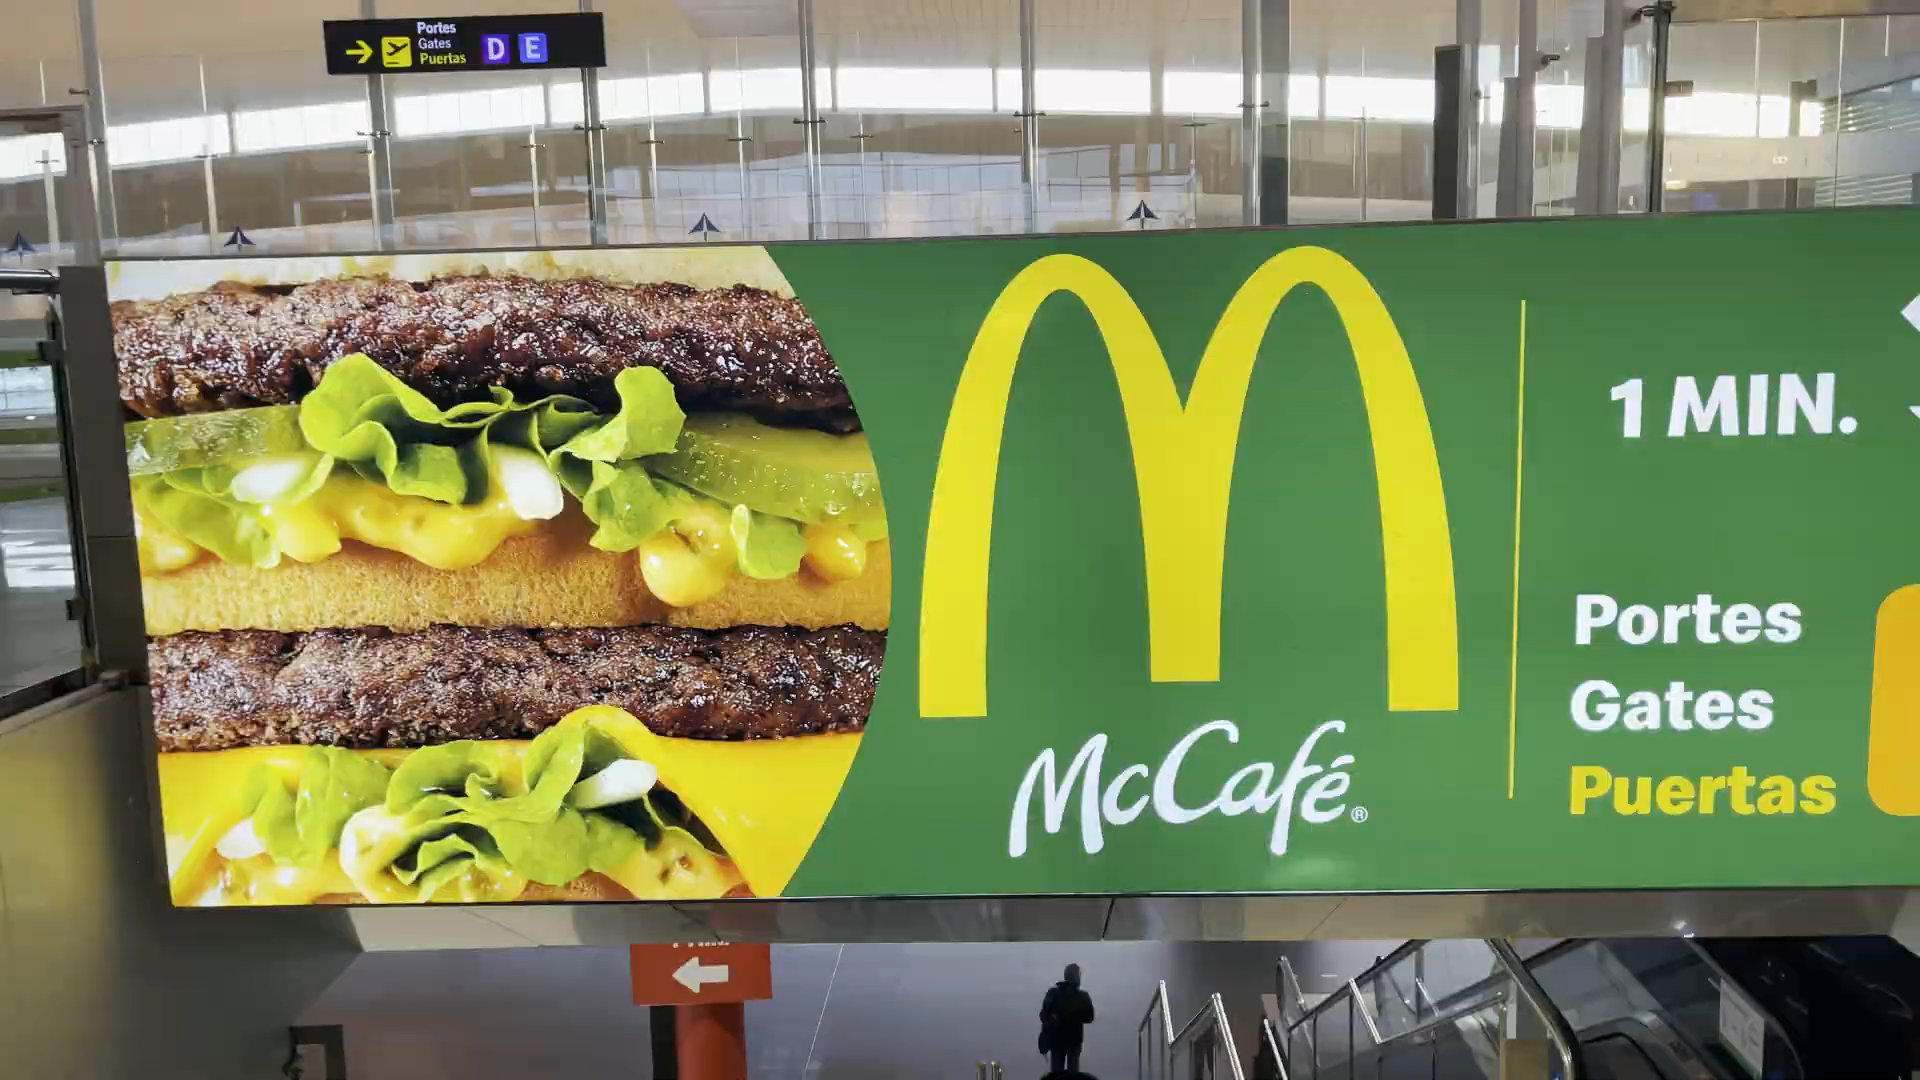 Portes
Gates
Puertas
D E
McCafé®
1 MIN.
Portes
Gates
Puertas